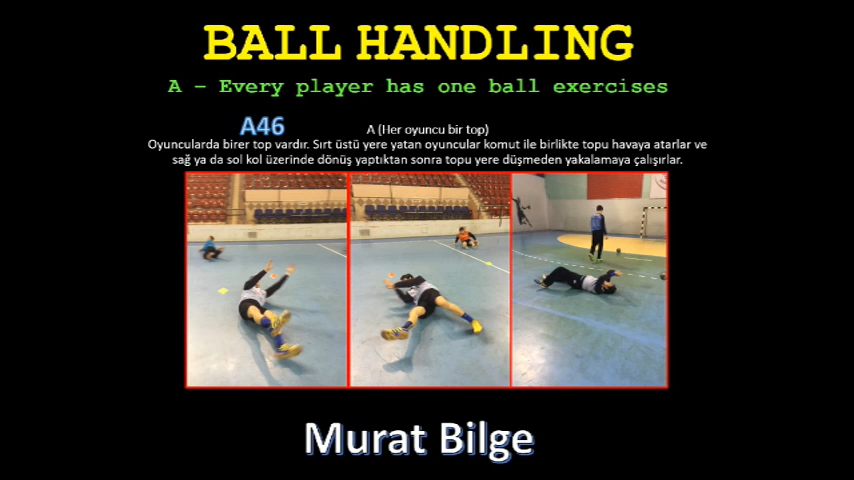 BALL HANDLING
A - Every player has one ball exercises
A46 A (Her oyuncu bir top)
Oyuncularda birer top vardır. Sırt üstü yere yatan oyuncular komut ile birlikte topu havaya atarlar ve
sağ ya da sol kol üzerinde dönüş yaptıktan sonra topu yere düşmeden yakalamaya çalışırlar.
Murat Bilge